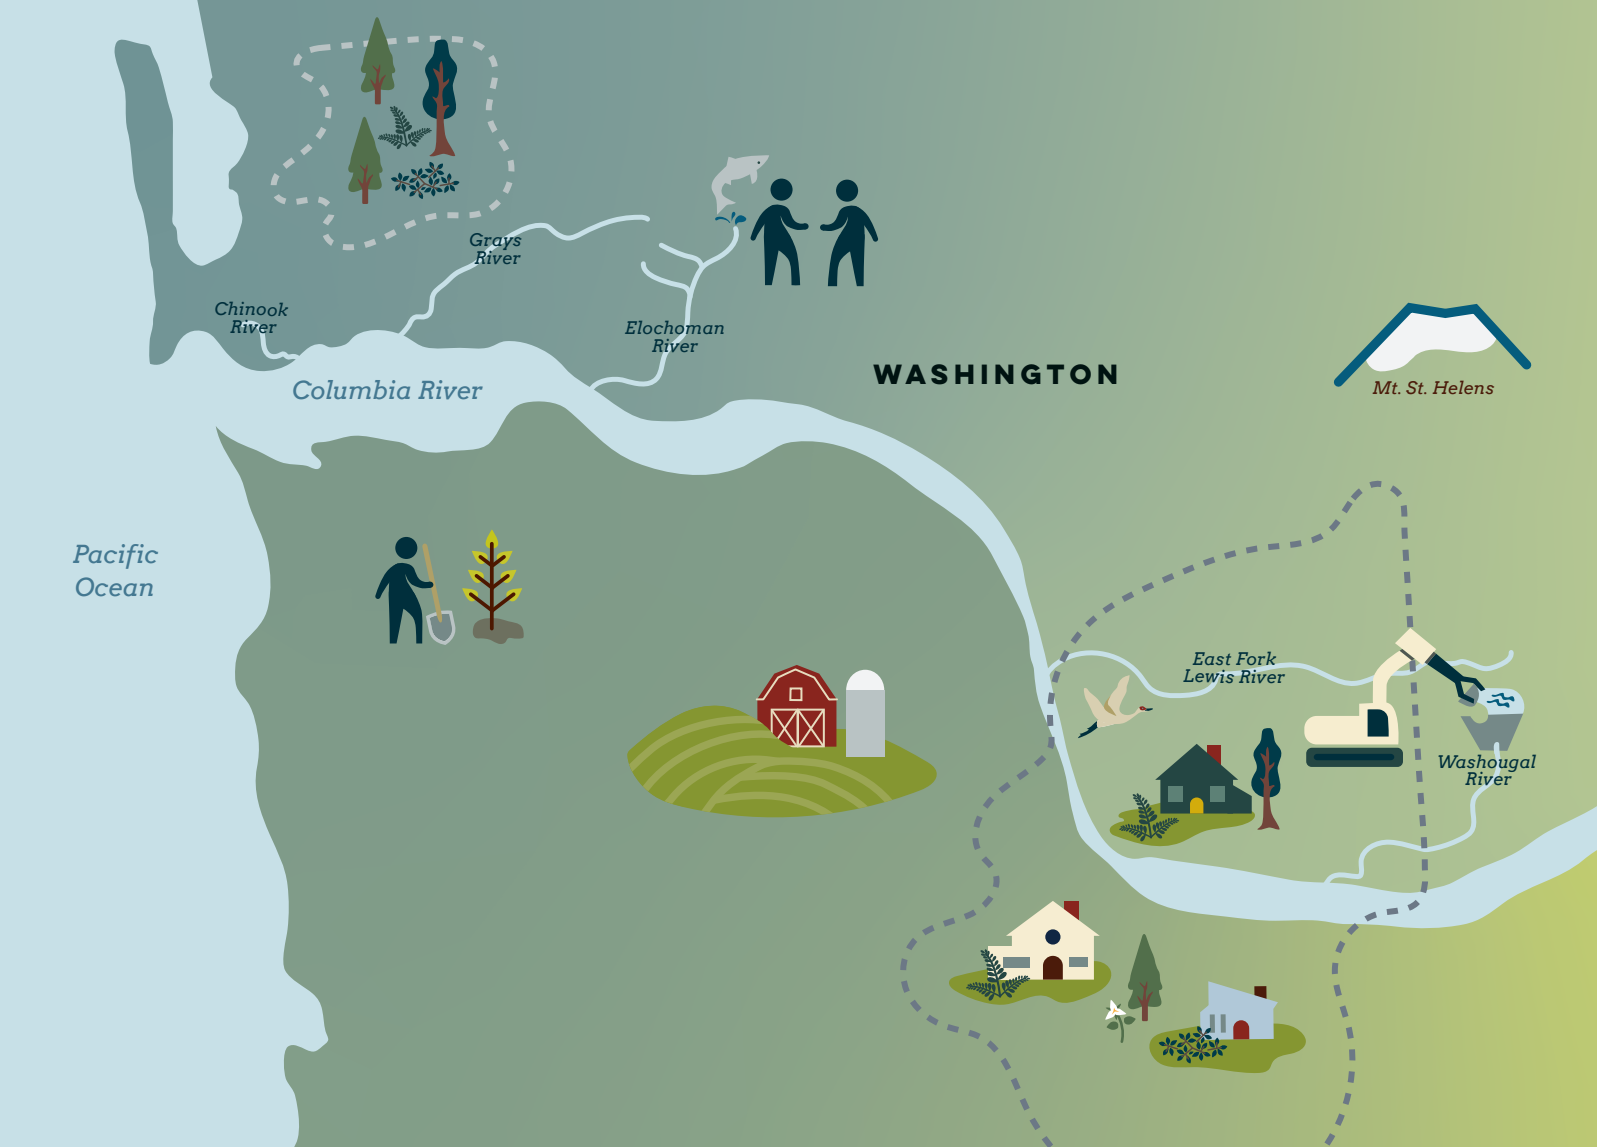 Grays
River
Chinook
River
Elochoman
River
WASHINGTON
Columbia River
Mt. St. Helens
Pacific
Ocean
East Fork
Lewis River
Washougal
River